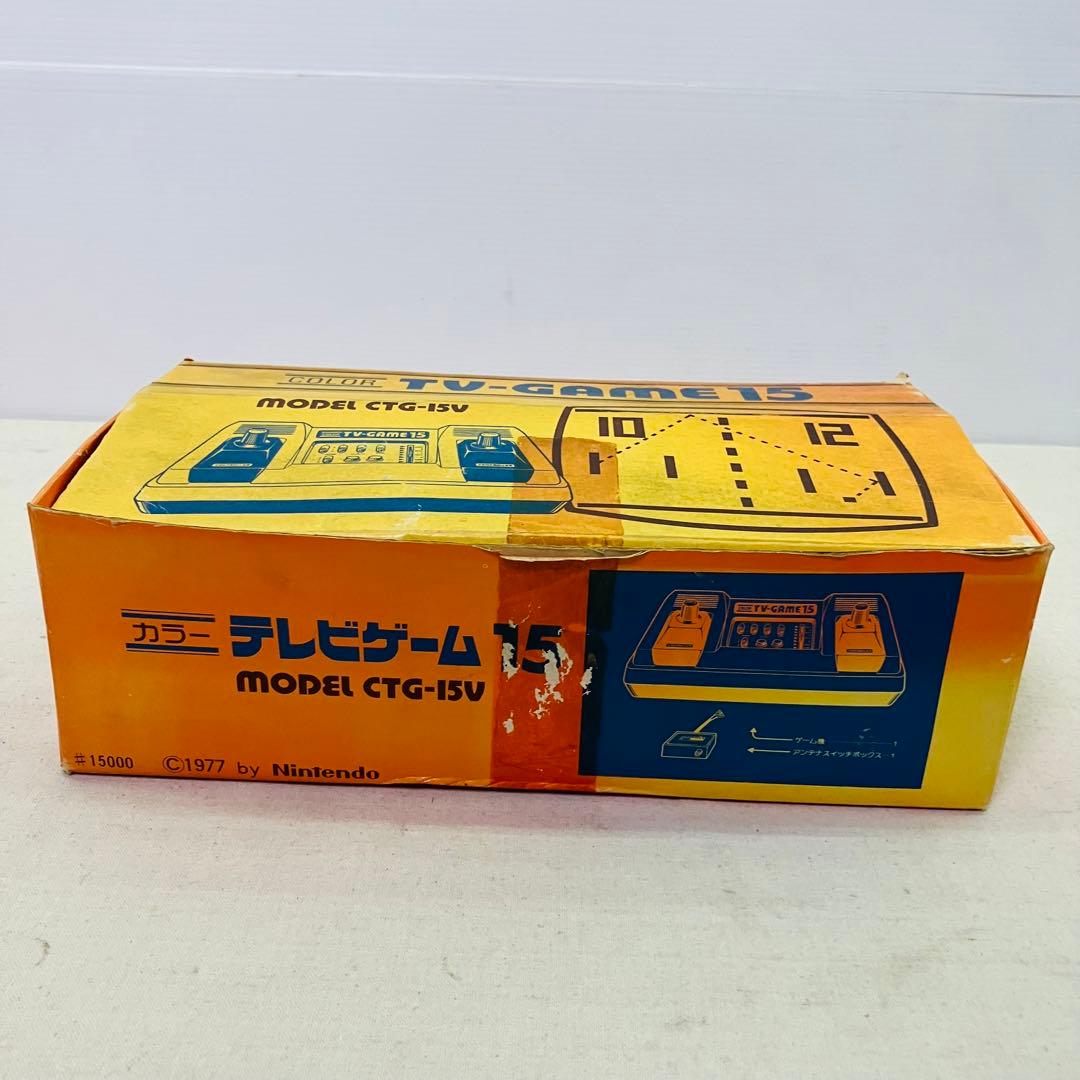 COLOR TV-GAME 15
MODEL CTG-15V
TV-GAME 15
10 12
カラー テレビゲーム 15
MODEL CTG-15V
#15000 ©1977 by Nintendo
TV-GAME 15
ゲーム機 1
アンテナスイッチボックス 1